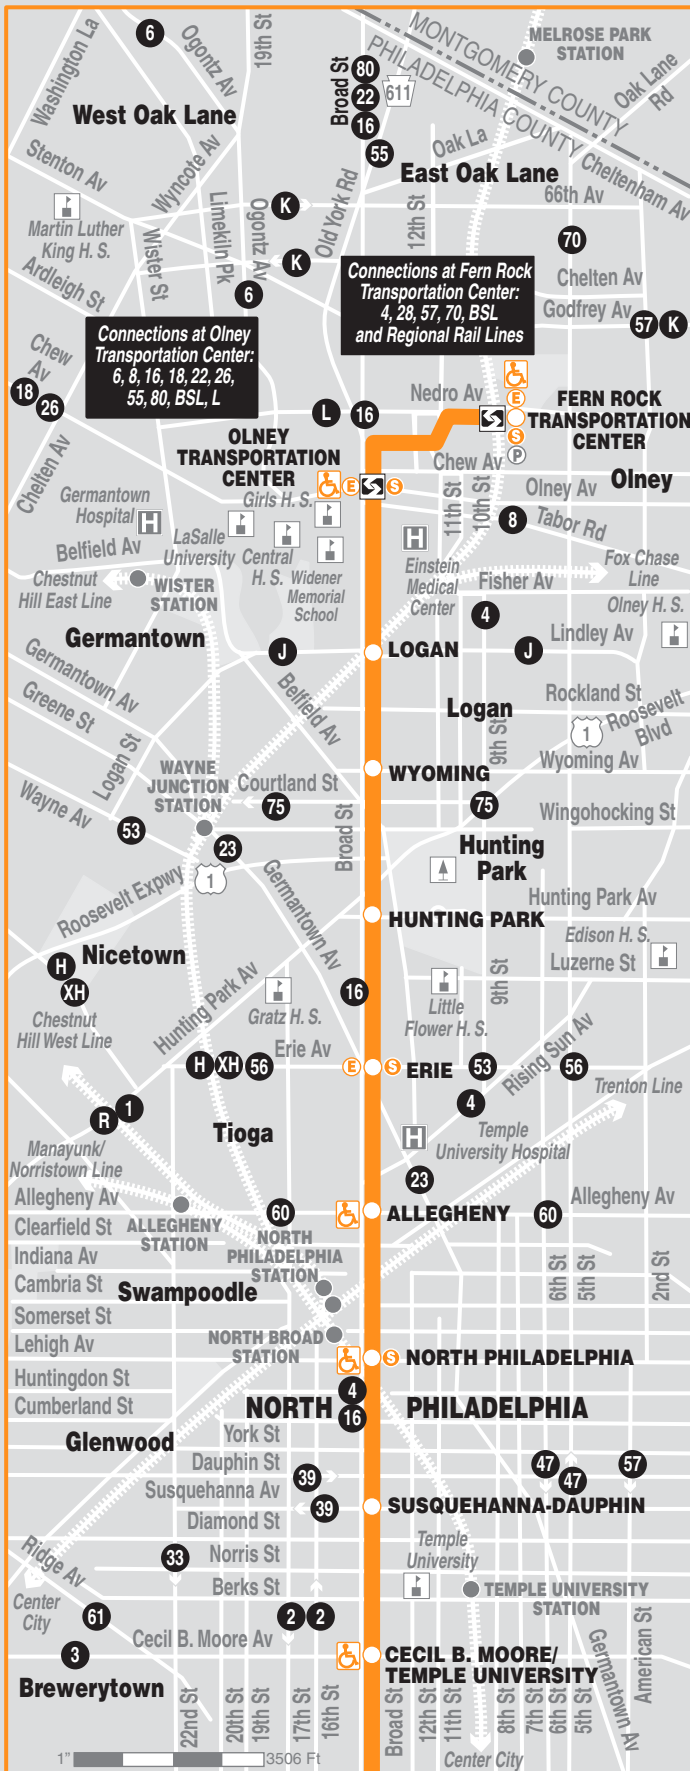 MONTGOMERY COUNTY
PHILADELPHIA COUNTY
MELROSE PARK
STATION
Washington La
6
Ogontz Av
19th St
Broad St
80
22
16
55
611
Oak Lane
Rd
West Oak Lane
Oak La
East Oak Lane
Cheltenham Av
Stenton Av
Wyncote Av
Limekiln Pk
Ogontz Av
Old York Rd
12th St
66th Av
K
Martin Luther
King H. S.
Wister St
70
K
Ardleigh St
6
Chelten Av
Godfrey Av
57
K
Connections at Fern Rock
Transportation Center:
4, 28, 57, 70, BSL
and Regional Rail Lines
Connections at Olney
Transportation Center:
6, 8, 16, 18, 22, 26,
55, 80, BSL, L
Chew
Av
18
26
Chelten Av
L
16
Nedro Av
E
S
P
FERN ROCK
TRANSPORTATION
CENTER
OLNEY
TRANSPORTATION
CENTER
E
S
Chew Av
Olney
Olney Av
11th St
10th St
Tabor Rd
8
Germantown
Hospital
H
Girls H. S.
LaSalle
University
Central
H. S.
Widener
Memorial
School
Belfield Av
H
Einstein
Medical
Center
Fox Chase
Line
Chestnut
Hill East Line
WISTER
STATION
Fisher Av
Olney H. S.
4
Germantown
Lindley Av
J
LOGAN
J
Germantown Av
Greene St
Belfield Av
Logan
Rockland St
Roosevelt
Blvd
1
Logan St
9th St
WAYNE
JUNCTION
STATION
WYOMING
Wyoming Av
Courtland St
75
75
Wingohocking St
Wayne Av
53
23
1
Broad St
Hunting
Park
Roosevelt Expwy
Germantown Av
Hunting Park Av
HUNTING PARK
Edison H. S.
Nicetown
Luzerne St
H
XH
Hunting Park Av
16
9th St
Little
Flower H. S.
Gratz H. S.
Chestnut
Hill West Line
Erie Av
Rising Sun Av
H
XH
56
E
S
ERIE
53
56
Trenton Line
R
1
4
Tioga
H
Temple
University Hospital
Manayunk/
Norristown Line
23
Allegheny Av
60
ALLEGHENY
60
Allegheny Av
Clearfield St
ALLEGHENY
STATION
Indiana Av
NORTH
PHILADELPHIA
STATION
6th St
5th St
2nd St
Cambria St
Swampoodle
Somerset St
Lehigh Av
NORTH BROAD
STATION
S
NORTH PHILADELPHIA
Huntingdon St
4
Cumberland St
NORTH
16
PHILADELPHIA
York St
Glenwood
Dauphin St
39
47
47
57
Susquehanna Av
39
SUSQUEHANNA-DAUPHIN
Diamond St
Ridge Av
33
Norris St
Temple
University
Berks St
TEMPLE UNIVERSITY
STATION
Center
City
61
2
2
Cecil B. Moore Av
3
CECIL B. MOORE/
TEMPLE UNIVERSITY
Brewerytown
22nd St
20th St
19th St
17th St
16th St
Broad St
12th St
11th St
8th St
7th St
6th St
5th St
Germantown Av
American St
1"
3506 Ft
Center City